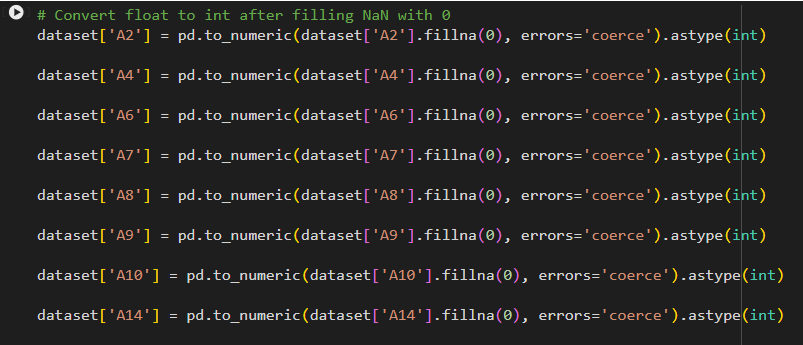 # Convert float to int after filling NaN with 0
dataset['A2'] = pd.to_numeric(dataset['A2'].fillna(0), errors='coerce').astype(int)
dataset['A4'] = pd.to_numeric(dataset['A4'].fillna(0), errors='coerce').astype(int)
dataset['A6'] = pd.to_numeric(dataset['A6'].fillna(0), errors='coerce').astype(int)
dataset['A7'] = pd.to_numeric(dataset['A7'].fillna(0), errors='coerce').astype(int)
dataset['A8'] = pd.to_numeric(dataset['A8'].fillna(0), errors='coerce').astype(int)
dataset['A9'] = pd.to_numeric(dataset['A9'].fillna(0), errors='coerce').astype(int)
dataset['A10'] = pd.to_numeric(dataset['A10'].fillna(0), errors='coerce').astype(int)
dataset['A14'] = pd.to_numeric(dataset['A14'].fillna(0), errors='coerce').astype(int)